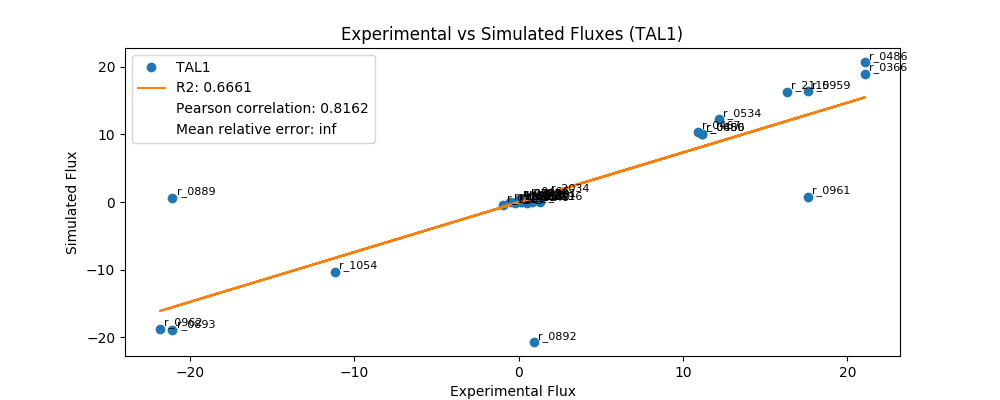 Experimental vs Simulated Fluxes (TAL1)
TAL1
R2: 0.6661
Pearson correlation: 0.8162
Mean relative error: inf
r_0486
r_0366
r_0959
r_0534
r_0889
r_2034
r_0961
r_1054
r_0962
r_0893
r_0892
20
10
0
−10
−20
Simulated Flux
−20
−10
0
10
20
Experimental Flux